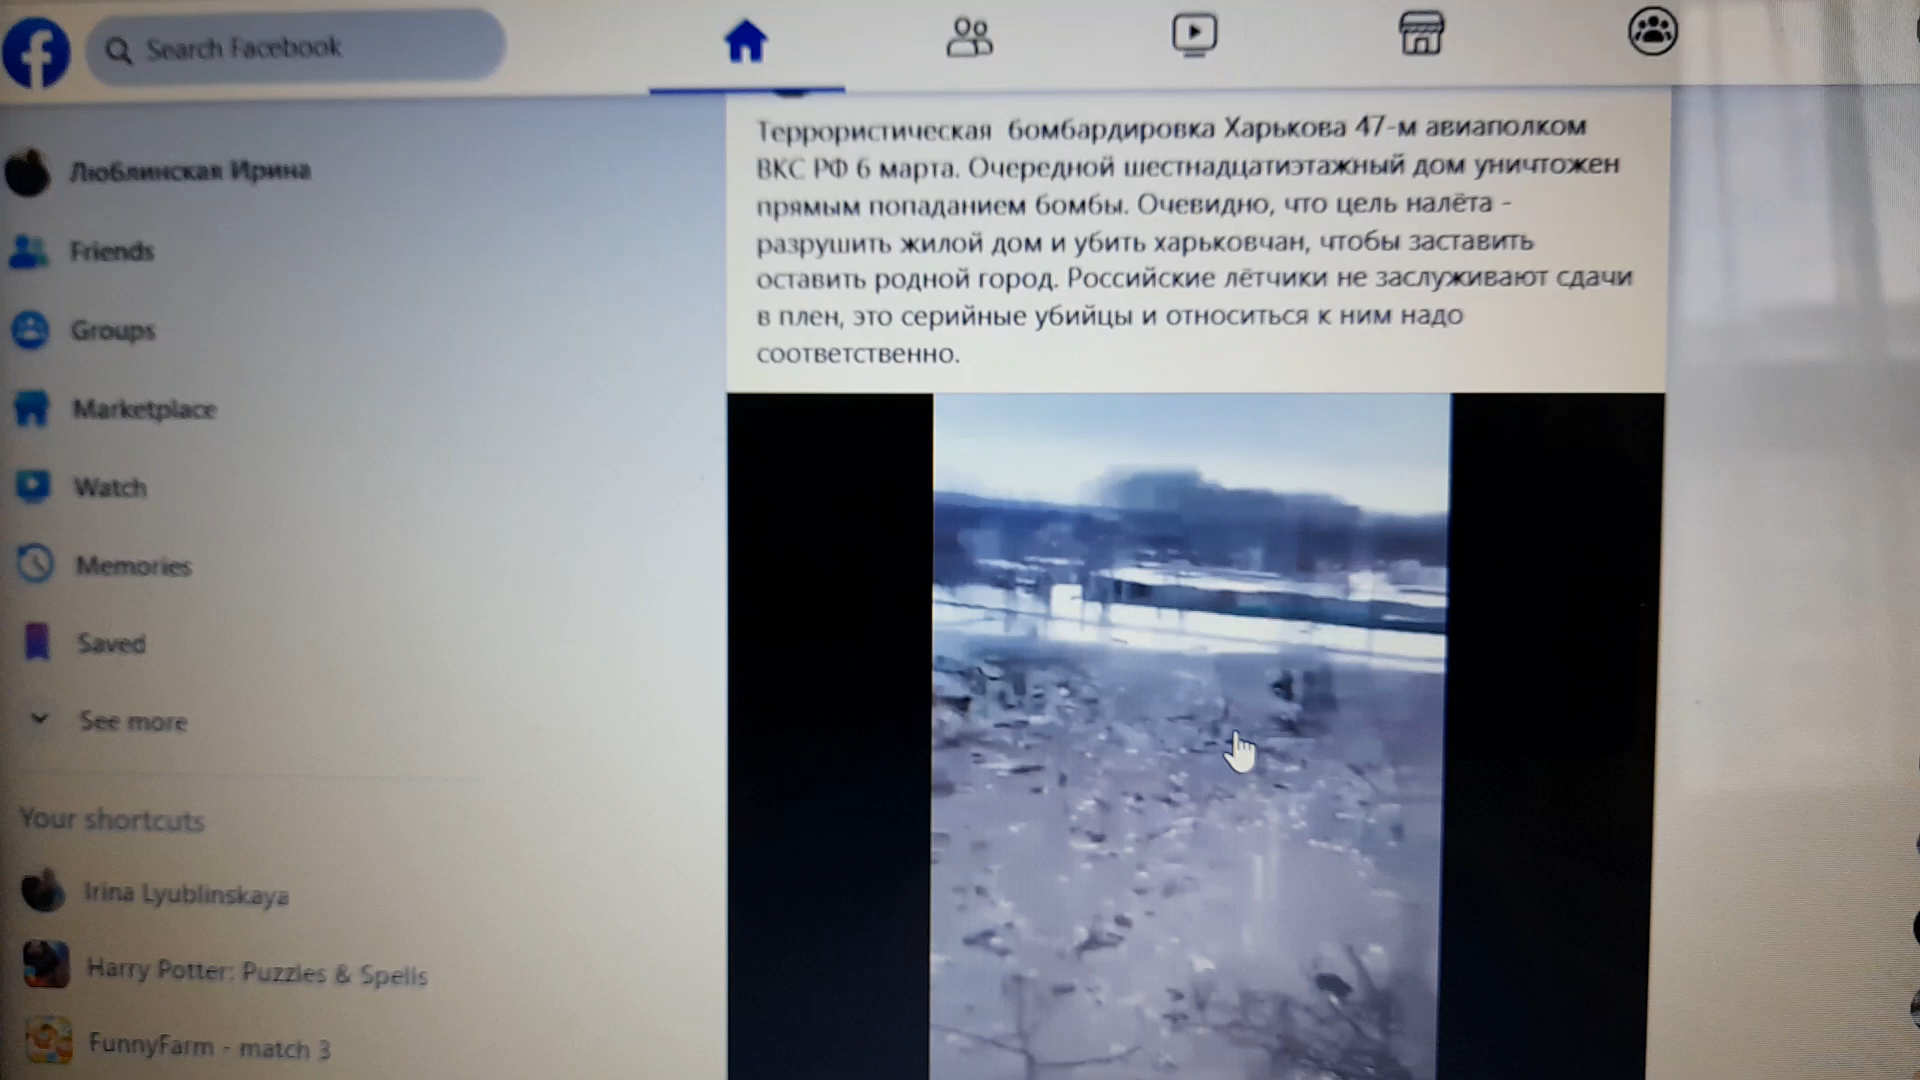 Search Facebook
Люблинская Ирина
Friends
Groups
Marketplace
Watch
Memories
Saved
See more
Your shortcuts
Irina Lyublinskaya
Harry Potter: Puzzles & Spells
FunnyFarm - match 3
Террористическая бомбардировка Харькова 47-м авиаполком
ВКС РФ 6 марта. Очередной шестнадцатиэтажный дом уничтожен
прямым попаданием бомбы. Очевидно, что цель налёта -
разрушить жилой дом и убить харьковчан, чтобы заставить
оставить родной город. Российские лётчики не заслуживают сдачи
в плен, это серийные убийцы и относиться к ним надо
соответственно.